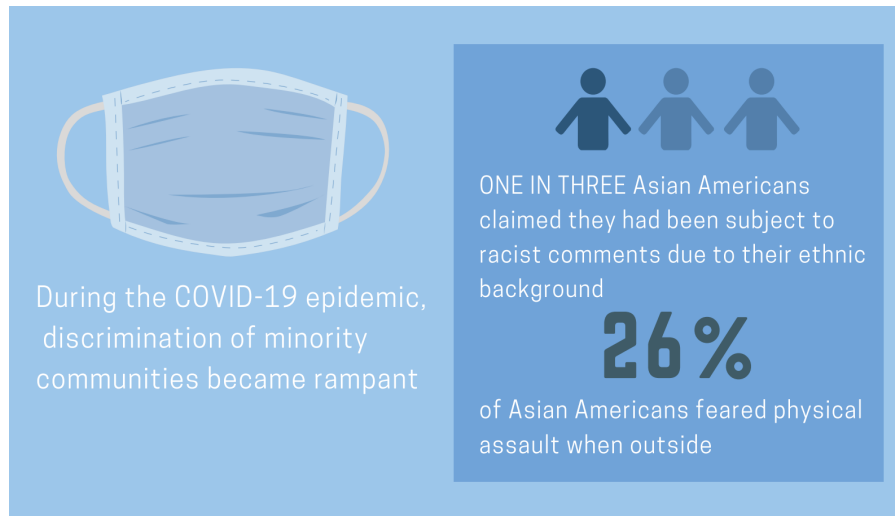 During the COVID-19 epidemic,
discrimination of minority
communities became rampant
ONE IN THREE Asian Americans
claimed they had been subject to
racist comments due to their ethnic
background
26%
of Asian Americans feared physical
assault when outside